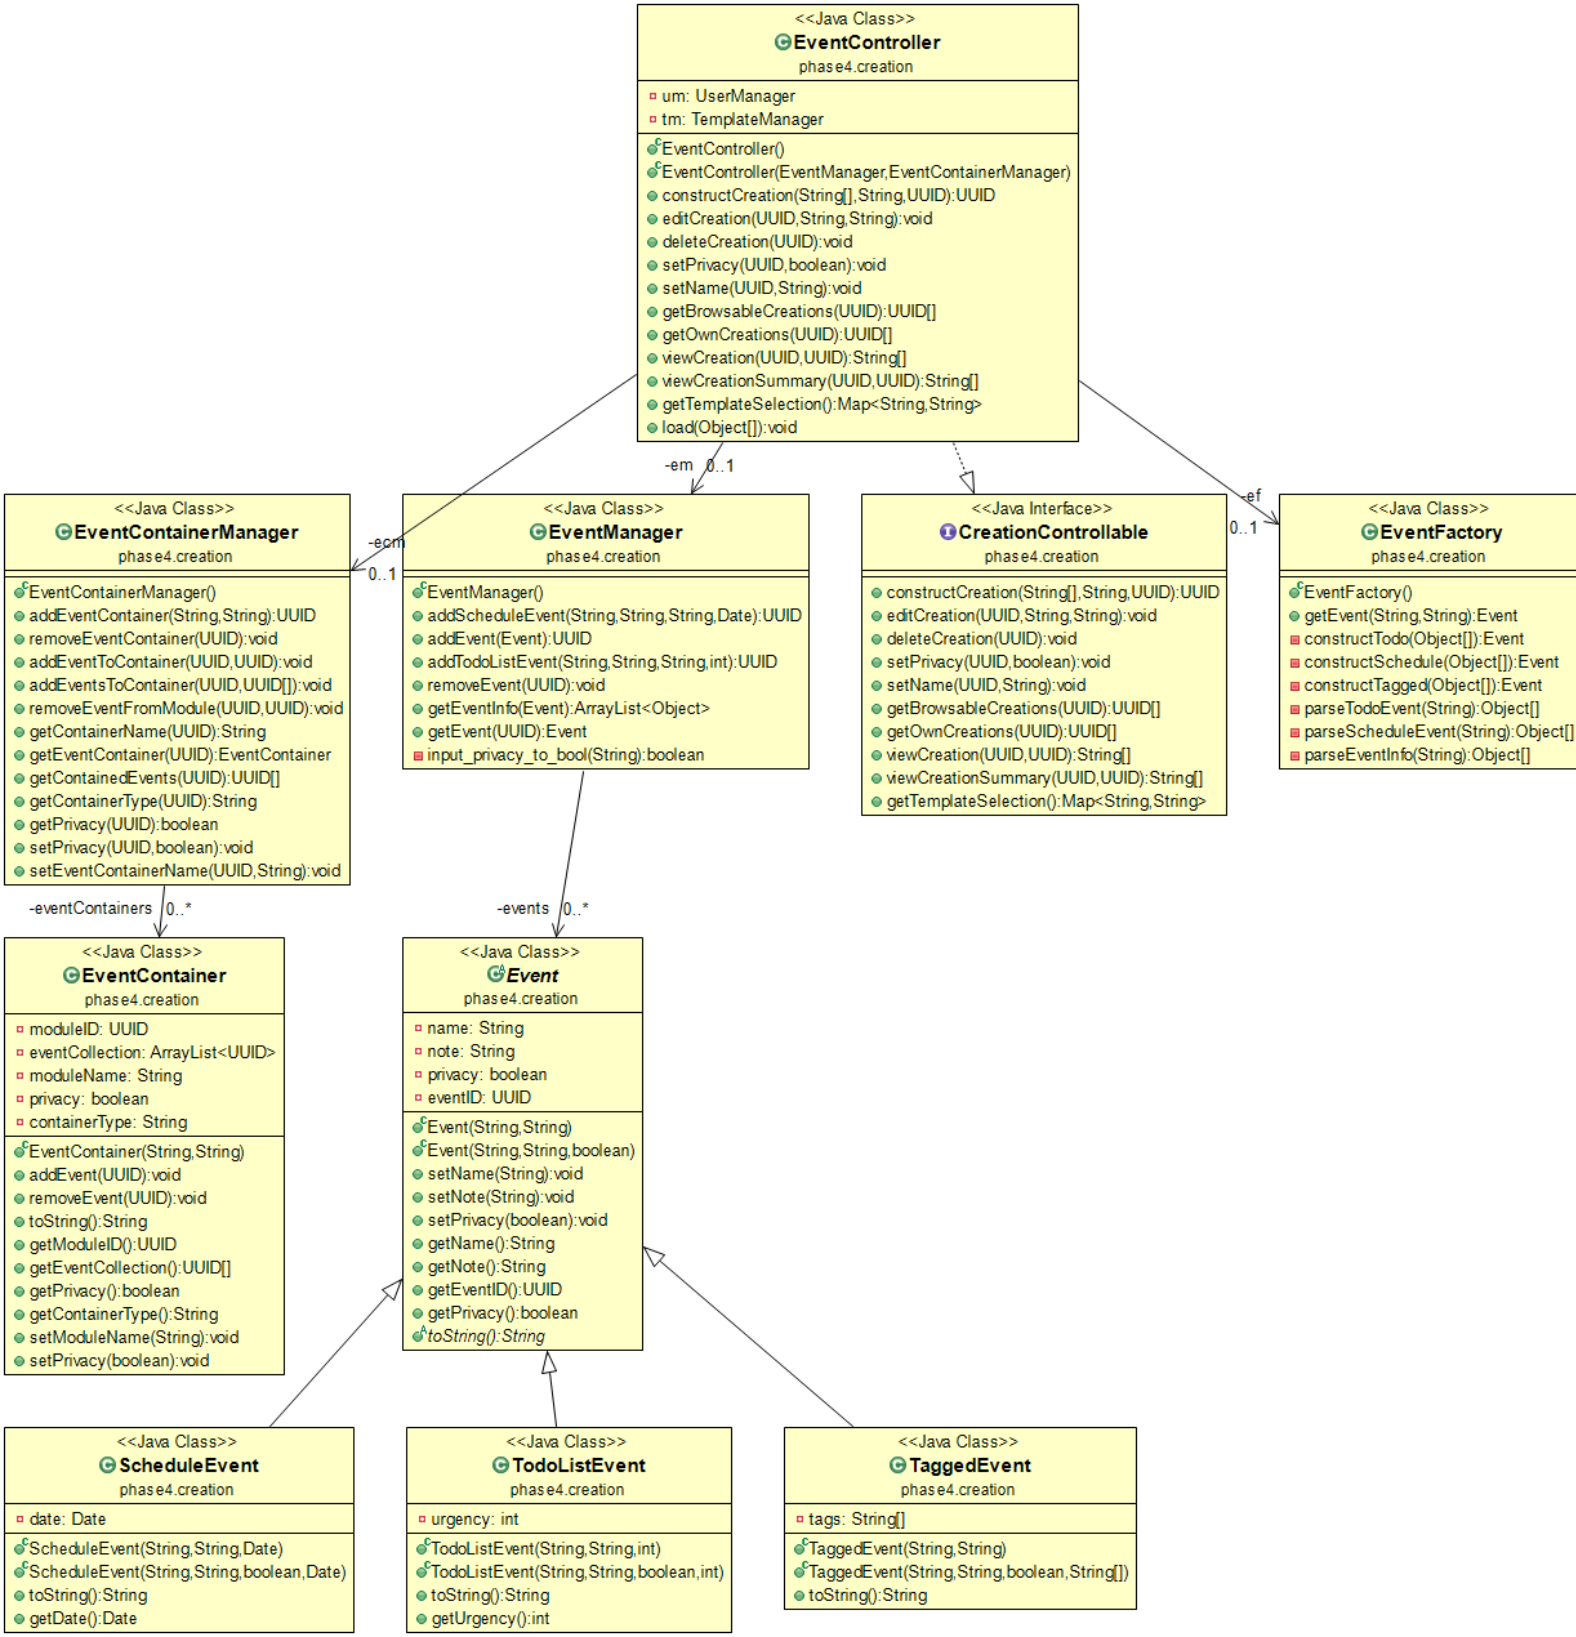 <<Java Class>>
EventController
phase4.creation
um: UserManager
tm: TemplateManager
EventController()
EventController(EventManager,EventContainerManager)
constructCreation(String[],String,UUID):UUID
editCreation(UUID,String,String):void
deleteCreation(UUID):void
setPrivacy(UUID,boolean):void
setName(UUID,String):void
getBrowsableCreations(UUID):UUID[]
getOwnCreations(UUID):UUID[]
viewCreation(UUID,UUID):String[]
viewCreationSummary(UUID,UUID):String[]
getTemplateSelection():Map<String,String>
load(Object[]):void
-ecm
0..1
-em 0..1
-ef
0..1
<<Java Class>>
EventContainerManager
phase4.creation
EventContainerManager()
addEventContainer(String,String):UUID
removeEventContainer(UUID):void
addEventToContainer(UUID,UUID):void
addEventsToContainer(UUID,UUID[]):void
removeEventFromModule(UUID,UUID):void
getContainerName(UUID):String
getEventContainer(UUID):EventContainer
getContainedEvents(UUID):UUID[]
getContainerType(UUID):String
getPrivacy(UUID):boolean
setPrivacy(UUID,boolean):void
setEventContainerName(UUID,String):void
<<Java Class>>
EventManager
phase4.creation
EventManager()
addScheduleEvent(String,String,String,Date):UUID
addEvent(Event):UUID
addTodoListEvent(String,String,String,int):UUID
removeEvent(UUID):void
getEventInfo(Event):ArrayList<Object>
getEvent(UUID):Event
input_privacy_to_bool(String):boolean
<<Java Interface>>
CreationControllable
phase4.creation
constructCreation(String[],String,UUID):UUID
editCreation(UUID,String,String):void
deleteCreation(UUID):void
setPrivacy(UUID,boolean):void
setName(UUID,String):void
getBrowsableCreations(UUID):UUID[]
getOwnCreations(UUID):UUID[]
viewCreation(UUID,UUID):String[]
viewCreationSummary(UUID,UUID):String[]
getTemplateSelection():Map<String,String>
<<Java Class>>
EventFactory
phase4.creation
EventFactory()
getEvent(String,String):Event
constructTodo(Object[]):Event
constructSchedule(Object[]):Event
constructTagged(Object[]):Event
parseTodoEvent(String):Object[]
parseScheduleEvent(String):Object[]
parseEventInfo(String):Object[]
-eventContainers 0..*
-events 0..*
<<Java Class>>
EventContainer
phase4.creation
moduleID: UUID
eventCollection: ArrayList<UUID>
moduleName: String
privacy: boolean
containerType: String
EventContainer(String,String)
addEvent(UUID):void
removeEvent(UUID):void
toString():String
getModuleID():UUID
getEventCollection():UUID[]
getPrivacy():boolean
getContainerType():String
setModuleName(String):void
setPrivacy(boolean):void
<<Java Class>>
Event
phase4.creation
name: String
note: String
privacy: boolean
eventID: UUID
Event(String,String)
Event(String,String,boolean)
setName(String):void
setNote(String):void
setPrivacy(boolean):void
getName():String
getNote():String
getEventID():UUID
getPrivacy():boolean
toString():String
<<Java Class>>
ScheduleEvent
phase4.creation
date: Date
ScheduleEvent(String,String,Date)
ScheduleEvent(String,String,boolean,Date)
toString():String
getDate():Date
<<Java Class>>
TodoListEvent
phase4.creation
urgency: int
TodoListEvent(String,String,int)
TodoListEvent(String,String,boolean,int)
toString():String
getUrgency():int
<<Java Class>>
TaggedEvent
phase4.creation
tags: String[]
TaggedEvent(String,String)
TaggedEvent(String,String,boolean,String[])
toString():String